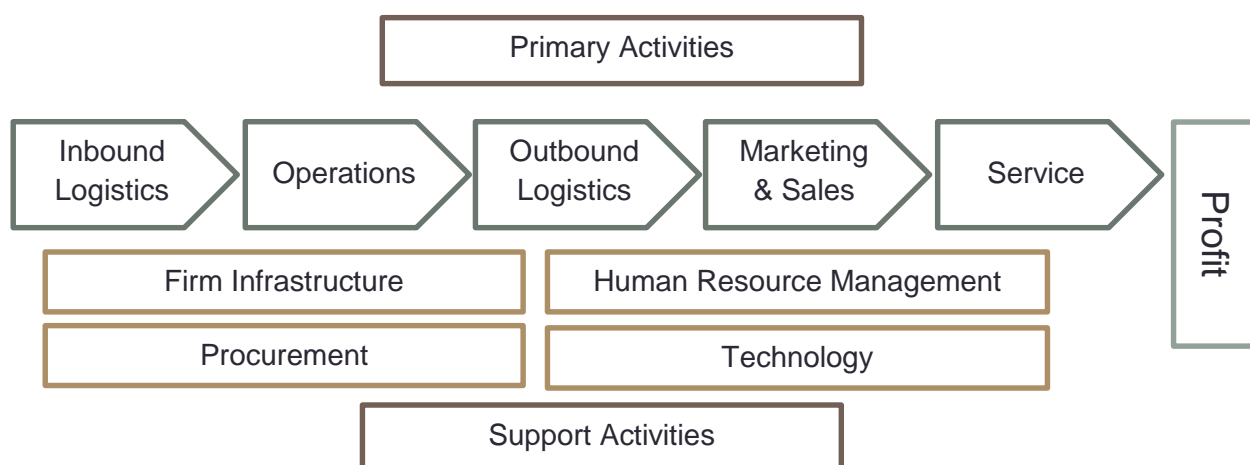 Primary Activities
Inbound
Logistics
Operations
Outbound
Logistics
Marketing
& Sales
Service
Profit
Firm Infrastructure
Human Resource Management
Procurement
Technology
Support Activities